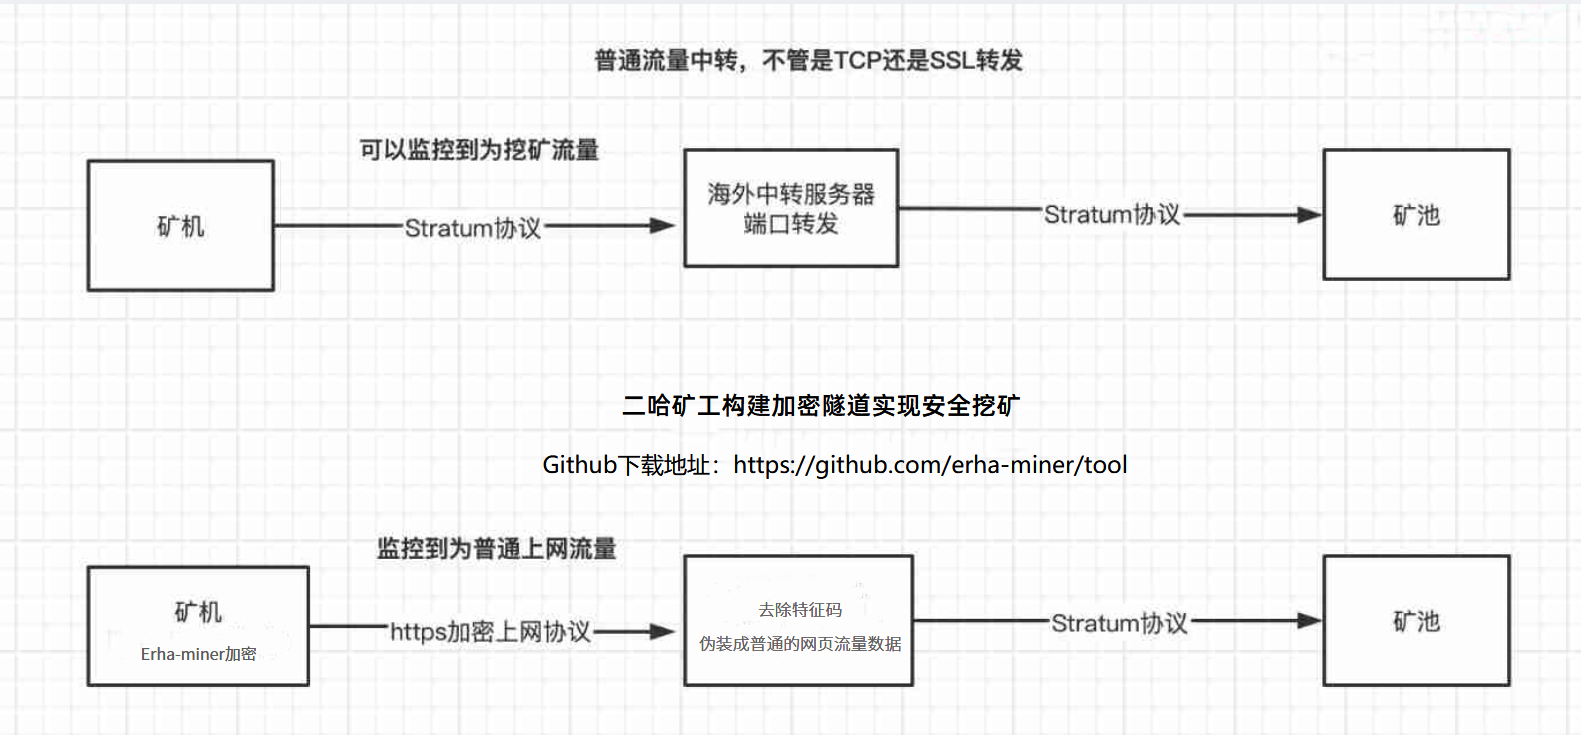 普通流量中转，不管是TCP还是SSL转发
可以监控到为挖矿流量
矿机
Stratum协议
海外中转服务器
端口转发
Stratum协议
矿池
二哈矿工构建加密隧道实现安全挖矿
Github下载地址：https://github.com/erha-miner/tool
监控到为普通上网流量
矿机
Erha-miner加密
https加密上网协议
去除特征码
伪装成普通的网页流量数据
Stratum协议
矿池